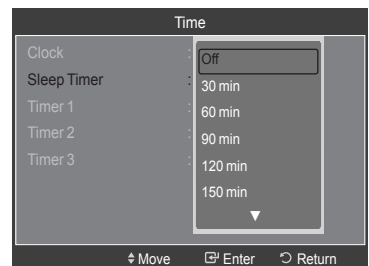 Time
Clock :
Sleep Timer :
Timer 1 :
Timer 2 :
Timer 3 :
Off
30 min
60 min
90 min
120 min
150 min
▼
Move Enter Return